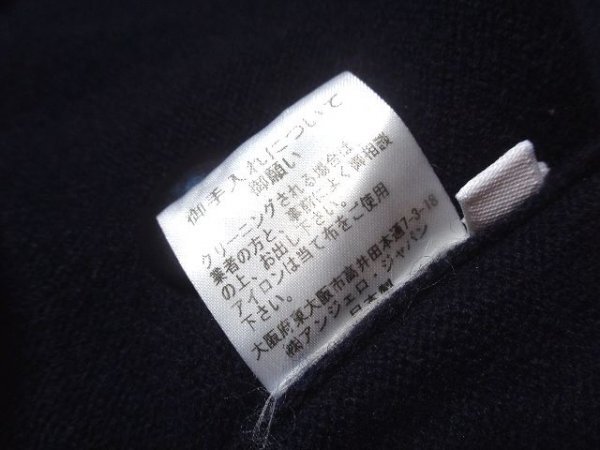 御手入れについて
御願い
クリーニングされる場合は
業者の方と、事前によく御相談
の上、お出し下さい。
アイロンは当て布をご使用
下さい。
大阪府東大阪市高井田本通7-3-18
㈱アンジェロ・ジャパン
日本製